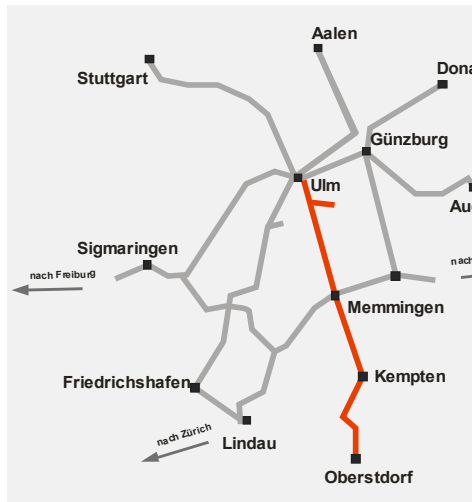 Aalen
Stuttgart
Dona
Günzburg
Ulm
Au
Sigmaringen
nach Freiburg
nach
Memmingen
Friedrichshafen
Kempten
nach Zürich
Lindau
Oberstdorf